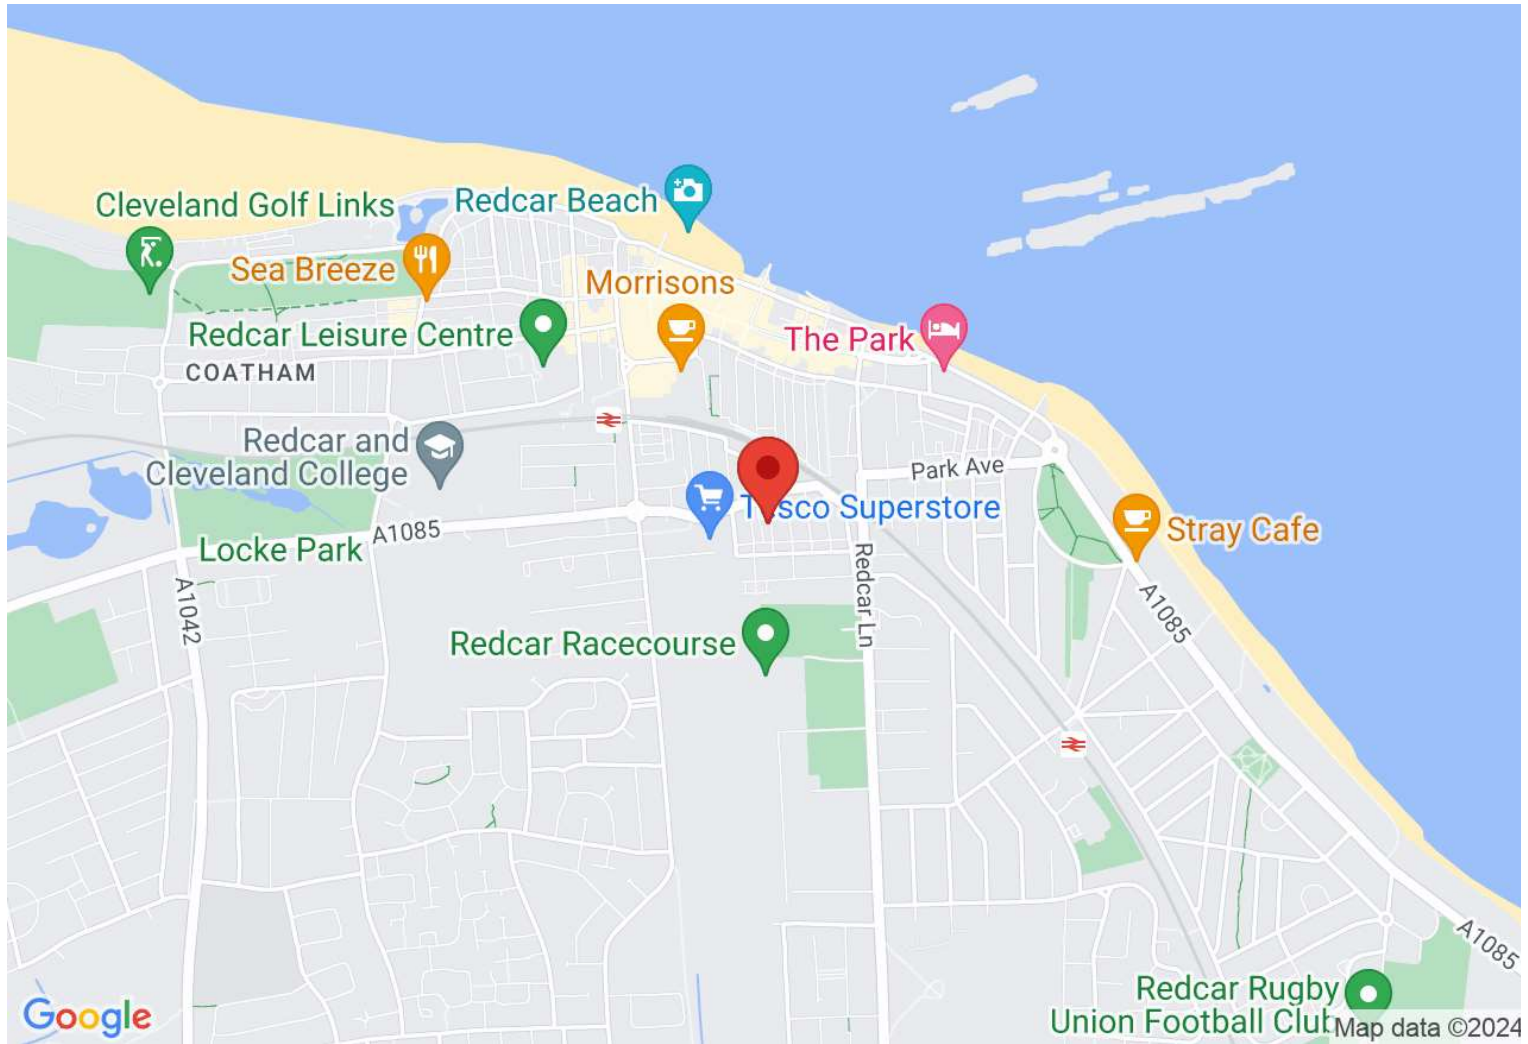 Redcar Beach
Cleveland Golf Links
Sea Breeze
Morrisons
Redcar Leisure Centre
The Park
COATHAM
Redcar and
Cleveland College
Park Ave
Tesco Superstore
A1085
Stray Cafe
Locke Park
Redcar Ln
A1042
A1085
Redcar Racecourse
A1085
Redcar Rugby
Union Football Club
Google
Map data ©2024